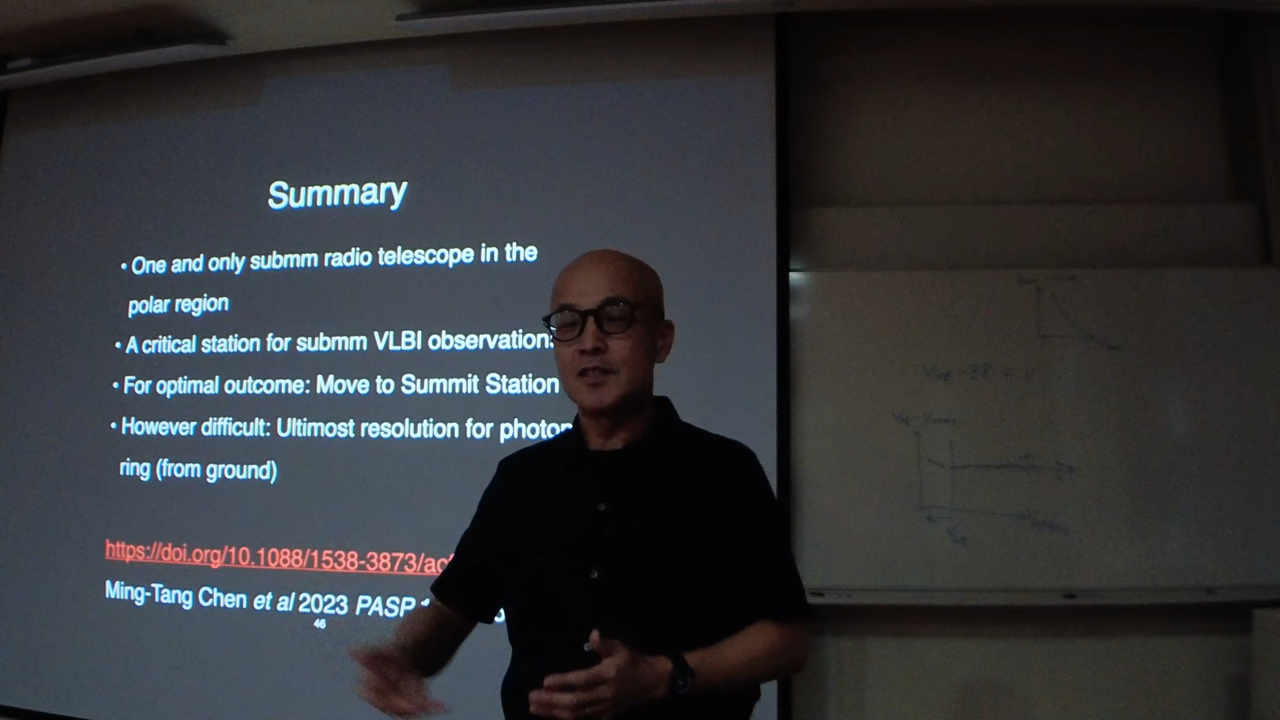 Summary
• One and only submm radio telescope in the
polar region
• A critical station for submm VLBI observation
• For optimal outcome: Move to Summit Station
• However difficult: Ultimost resolution for photon
ring (from ground)
https://doi.org/10.1088/1538-3873/ac
Ming-Tang Chen et al 2023 PASP
46